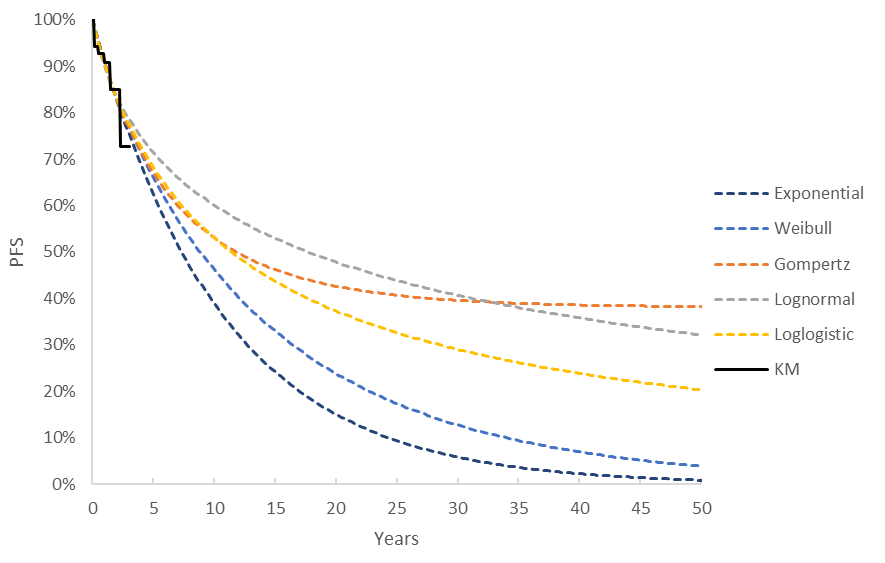 100%
90%
80%
70%
60%
50%
40%
30%
20%
10%
0%
PFS
0 5 10 15 20 25 30 35 40 45 50
Years
Exponential
Weibull
Gompertz
Lognormal
Loglogistic
KM